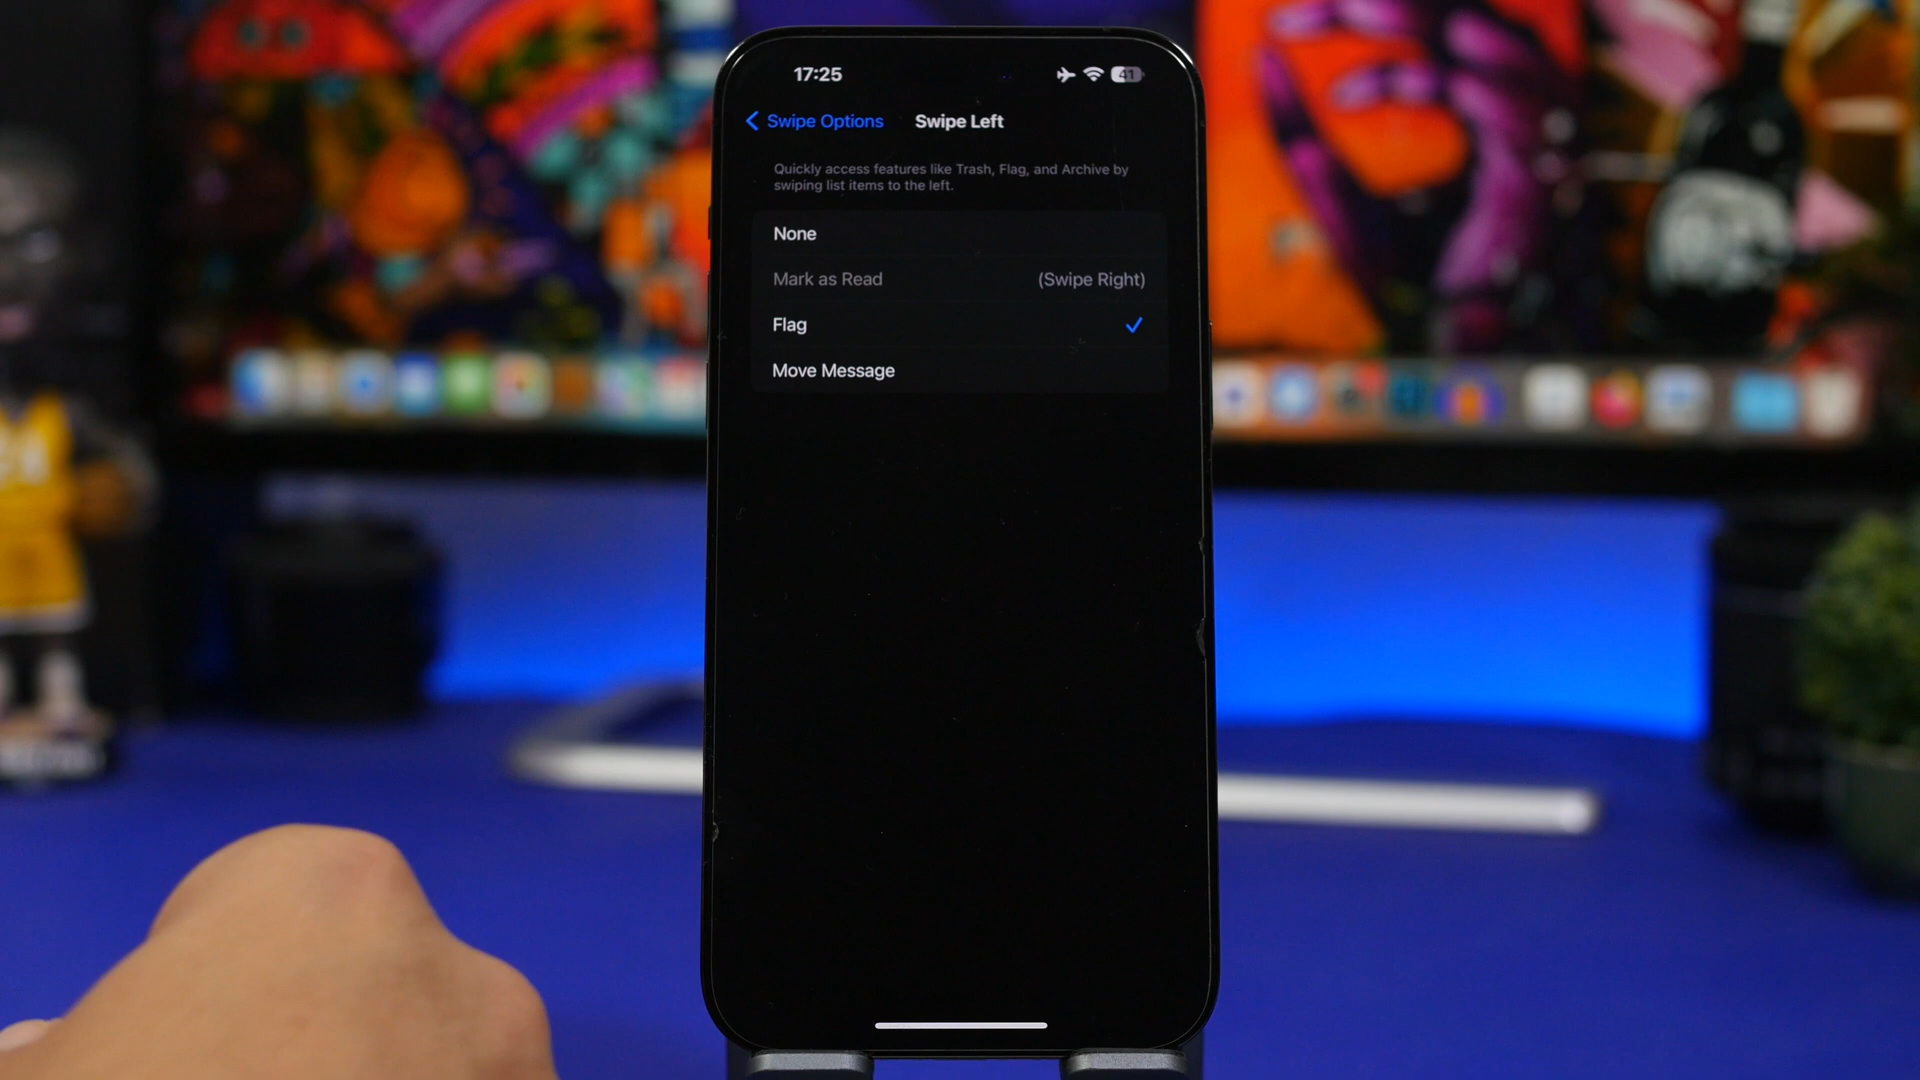 17:25 41
Swipe Options Swipe Left
Quickly access features like Trash, Flag, and Archive by
swiping list items to the left.
None
Mark as Read (Swipe Right)
Flag
Move Message